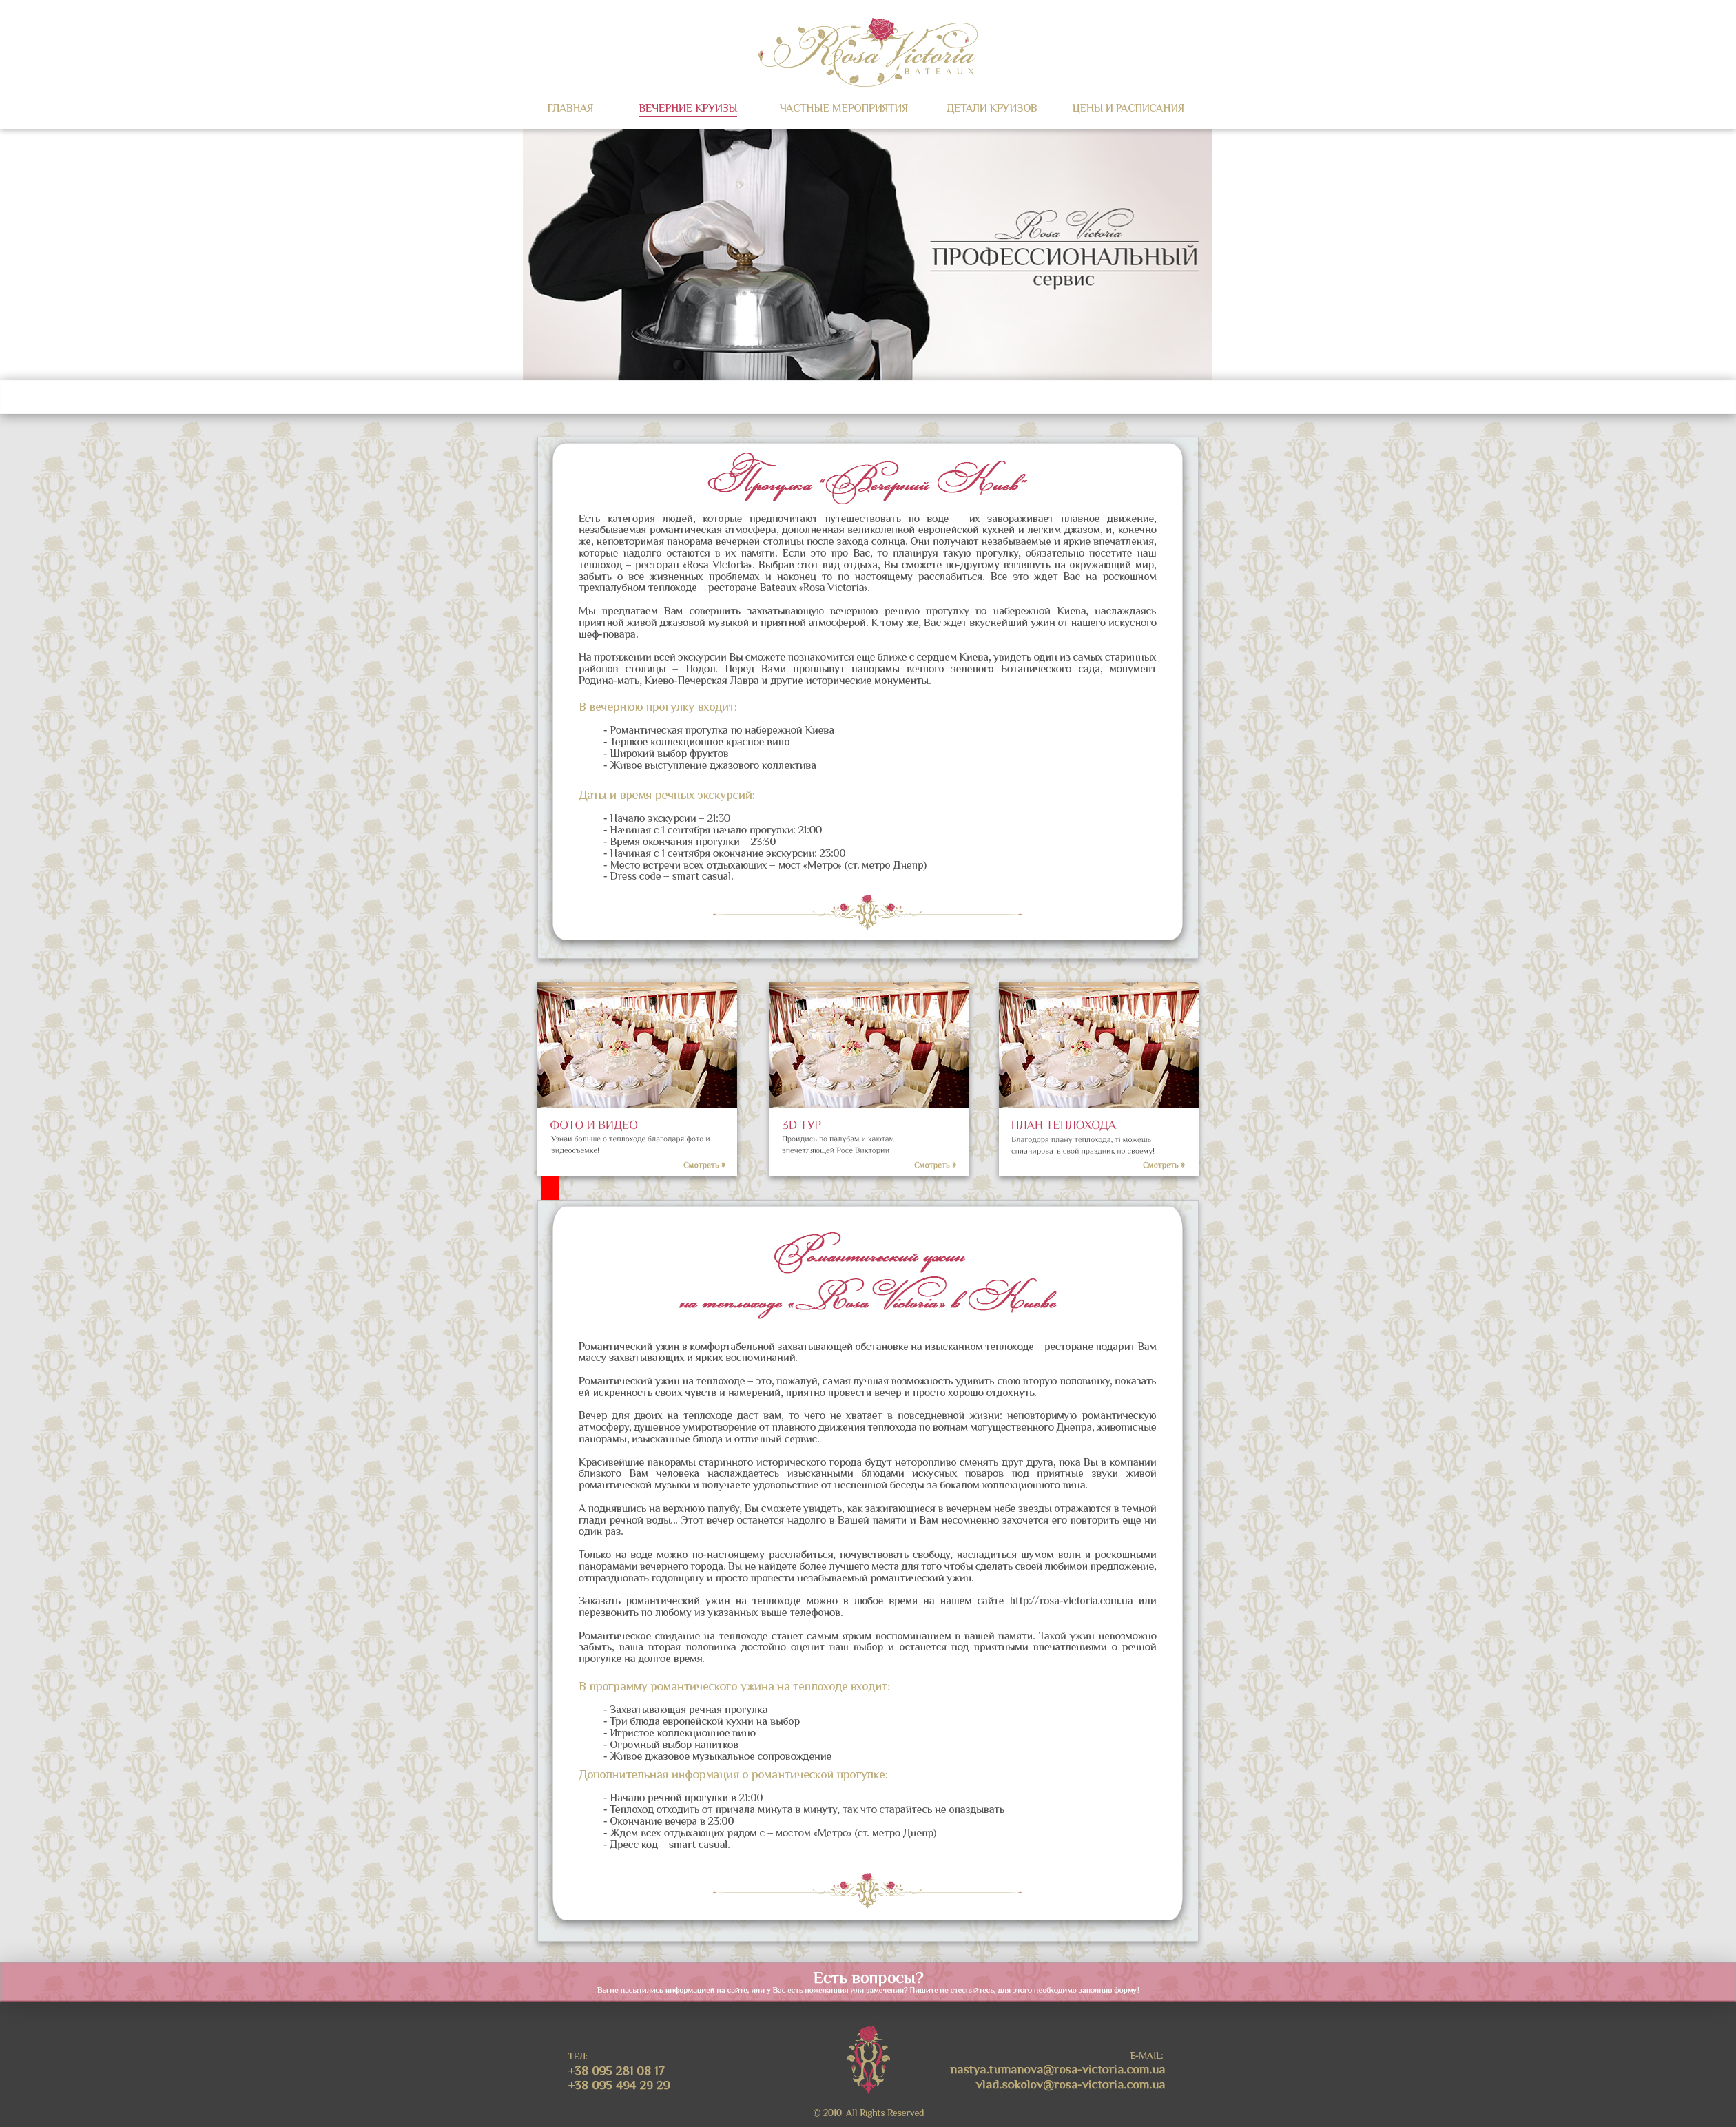 Rosa Victoria
BATEAUX
ГЛАВНАЯ ВЕЧЕРНИЕ КРУИЗЫ ЧАСТНЫЕ МЕРОПРИЯТИЯ ДЕТАЛИ КРУИЗОВ ЦЕНЫ И РАСПИСАНИЯ
Rosa Victoria
ПРОФЕССИОНАЛЬНЫЙ
сервис
Прогулка “Вечерний Киев”
Есть категория людей, которые предпочитают путешествовать по воде – их завораживает плавное движение,
незабываемая романтическая атмосфера, дополненная великолепной европейской кухней и легким джазом, и, конечно
же, неповторимая панорама вечерней столицы после захода солнца. Они получают незабываемые и яркие впечатления,
которые надолго остаются в их памяти. Если это про Вас, то планируя такую прогулку, обязательно посетите наш
теплоход – ресторан «Rosa Victoria». Выбрав этот вид отдыха, Вы сможете по-другому взглянуть на окружающий мир,
забыть о все жизненных проблемах и наконец то по настоящему расслабиться. Все это ждет Вас на роскошном
трехпалубном теплоходе – ресторане Bateaux «Rosa Victoria».
Мы предлагаем Вам совершить захватывающую вечернюю речную прогулку по набережной Киева, наслаждаясь
приятной живой джазовой музыкой и приятной атмосферой. К тому же, Вас ждет вкуснейший ужин от нашего искусного
шеф-повара.
На протяжении всей экскурсии Вы сможете познакомится еще ближе с сердцем Киева, увидеть один из самых старинных
районов столицы – Подол. Перед Вами проплывут панорамы вечного зеленого Ботанического сада, монумент
Родина-мать, Киево-Печерская Лавра и другие исторические монументы.
В вечернюю прогулку входит:
- Романтическая прогулка по набережной Киева
- Терпкое коллекционное красное вино
- Широкий выбор фруктов
- Живое выступление джазового коллектива
Даты и время речных экскурсий:
- Начало экскурсии – 21:30
- Начиная с 1 сентября начало прогулки: 21:00
- Время окончания прогулки – 23:30
- Начиная с 1 сентября окончание экскурсии: 23:00
- Место встречи всех отдыхающих – мост «Метро» (ст. метро Днепр)
- Dress code – smart casual.
ФОТО И ВИДЕО
Узнай больше о теплоходе благодаря фото и
видеосъемке!
Смотреть »
3D ТУР
Пройдись по палубам и каютам
впечетляющей Росе Виктории
Смотреть »
ПЛАН ТЕПЛОХОДА
Благодоря плану теплохода, ті можешь
спланировать свой праздник по своему!
Смотреть »
Романтический ужин
на теплоходе «Rosa Victoria» в Киеве
Романтический ужин в комфортабельной захватывающей обстановке на изысканном теплоходе – ресторане подарит Вам
массу захватывающих и ярких воспоминаний.
Романтический ужин на теплоходе – это, пожалуй, самая лучшая возможность удивить свою вторую половинку, показать
ей искренность своих чувств и намерений, приятно провести вечер и просто хорошо отдохнуть.
Вечер для двоих на теплоходе даст вам, то чего не хватает в повседневной жизни: неповторимую романтическую
атмосферу, душевное умиротворение от плавного движения теплохода по волнам могущественного Днепра, живописные
панорамы, изысканные блюда и отличный сервис.
Красивейшие панорамы старинного исторического города будут неторопливо сменять друг друга, пока Вы в компании
близкого Вам человека наслаждаетесь изысканными блюдами искусных поваров под приятные звуки живой
романтической музыки и получаете удовольствие от неспешной беседы за бокалом коллекционного вина.
А поднявшись на верхнюю палубу, Вы сможете увидеть, как зажигающиеся в вечернем небе звезды отражаются в темной
глади речной воды... Этот вечер останется надолго в Вашей памяти и Вам несомненно захочется его повторить еще ни
один раз.
Только на воде можно по-настоящему расслабиться, почувствовать свободу, насладиться шумом волн и роскошными
панорамами вечернего города. Вы не найдете более лучшего места для того чтобы сделать своей любимой предложение,
отпраздновать годовщину и просто провести незабываемый романтический ужин.
Заказать романтический ужин на теплоходе можно в любое время на нашем сайте http://rosa-victoria.com.ua или
перезвонить по любому из указанных выше телефонов.
Романтическое свидание на теплоходе станет самым ярким воспоминанием в вашей памяти. Такой ужин невозможно
забыть, ваша вторая половинка достойно оценит ваш выбор и останется под приятными впечатлениями о речной
прогулке на долгое время.
В программу романтического ужина на теплоходе входит:
- Захватывающая речная прогулка
- Три блюда европейской кухни на выбор
- Игристое коллекционное вино
- Огромный выбор напитков
- Живое джазовое музыкальное сопровождение
Дополнительная информация о романтической прогулке:
- Начало речной прогулки в 21:00
- Теплоход отходить от причала минута в минуту, так что старайтесь не опаздывать
- Окончание вечера в 23:00
- Ждем всех отдыхающих рядом с – мостом «Метро» (ст. метро Днепр)
- Дресс код – smart casual.
Есть вопросы?
Вы не насытились информацией на сайте, или у Вас есть пожелания или замечения? Пишите не стесняйтесь, для этого необходимо заполнив форму!
ТЕЛ:
+38 095 281 08 17
+38 095 494 29 29
E-MAIL:
nastya.tumanova@rosa-victoria.com.ua
vlad.sokolov@rosa-victoria.com.ua
© 2010 All Rights Reserved